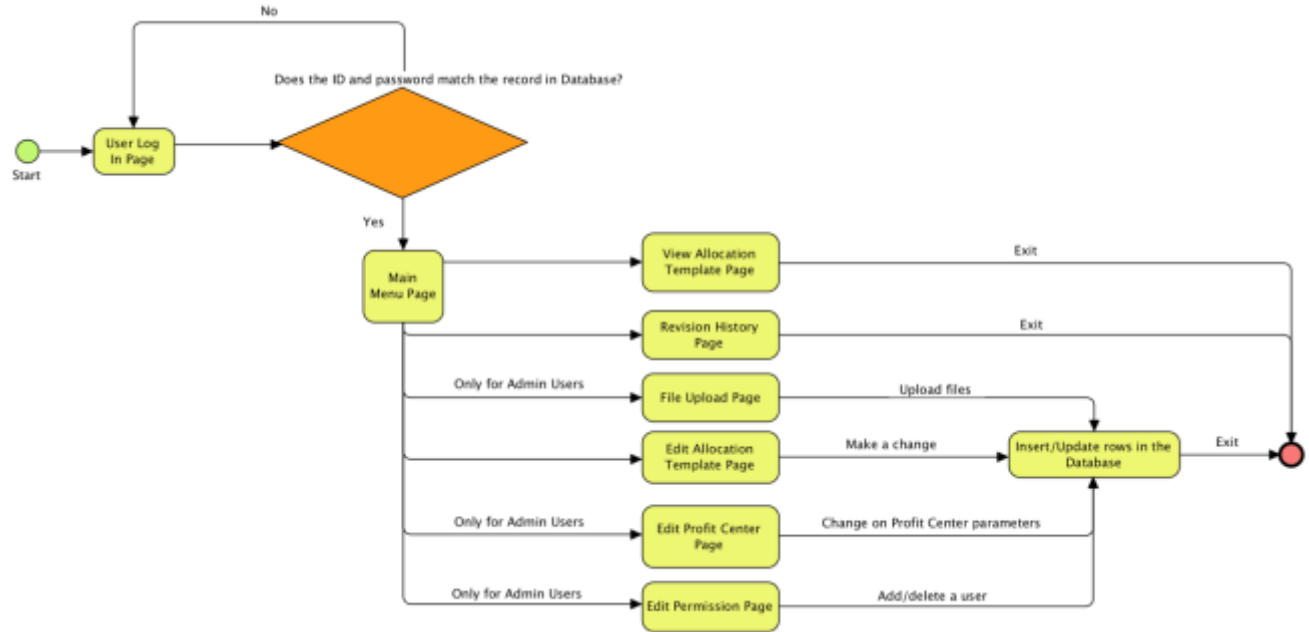 No
Does the ID and password match the record in Database?
User Log
In Page
Start
Yes
Main
Menu Page
View Allocation
Template Page
Exit
Revision History
Page
Exit
Only for Admin Users
File Upload Page
Upload files
Edit Allocation
Template Page
Make a change
Insert/Update rows in the
Database
Exit
Only for Admin Users
Edit Profit Center
Page
Change on Profit Center parameters
Only for Admin Users
Edit Permission Page
Add/delete a user